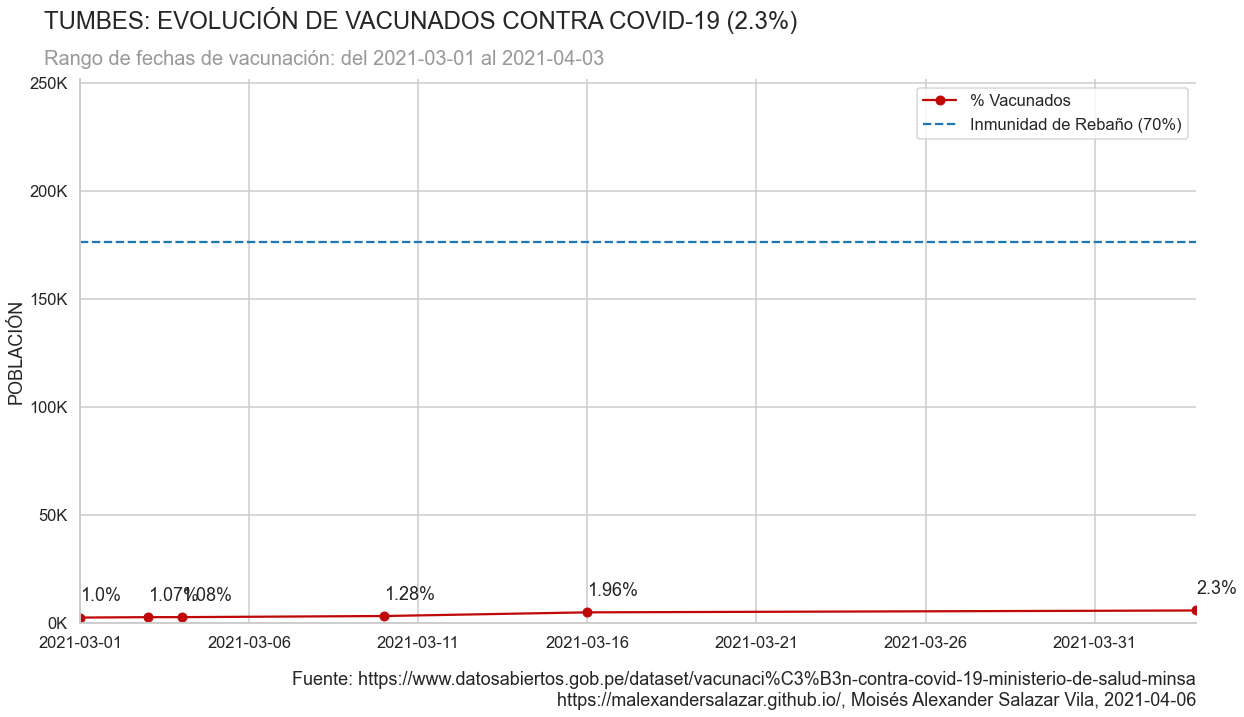 TUMBES: EVOLUCIÓN DE VACUNADOS CONTRA COVID-19 (2.3%)
Rango de fechas de vacunación: del 2021-03-01 al 2021-04-03
250K
% Vacunados
Inmunidad de Rebaño (70%)
200K
150K
POBLACIÓN
100K
50K
1.0%
1.07%
1.08%
1.28%
1.96%
2.3%
0K
2021-03-01
2021-03-06
2021-03-11
2021-03-16
2021-03-21
2021-03-26
2021-03-31
Fuente: https://www.datosabiertos.gob.pe/dataset/vacunaci%C3%B3n-contra-covid-19-ministerio-de-salud-minsa
https://malexandersalazar.github.io/, Moisés Alexander Salazar Vila, 2021-04-06